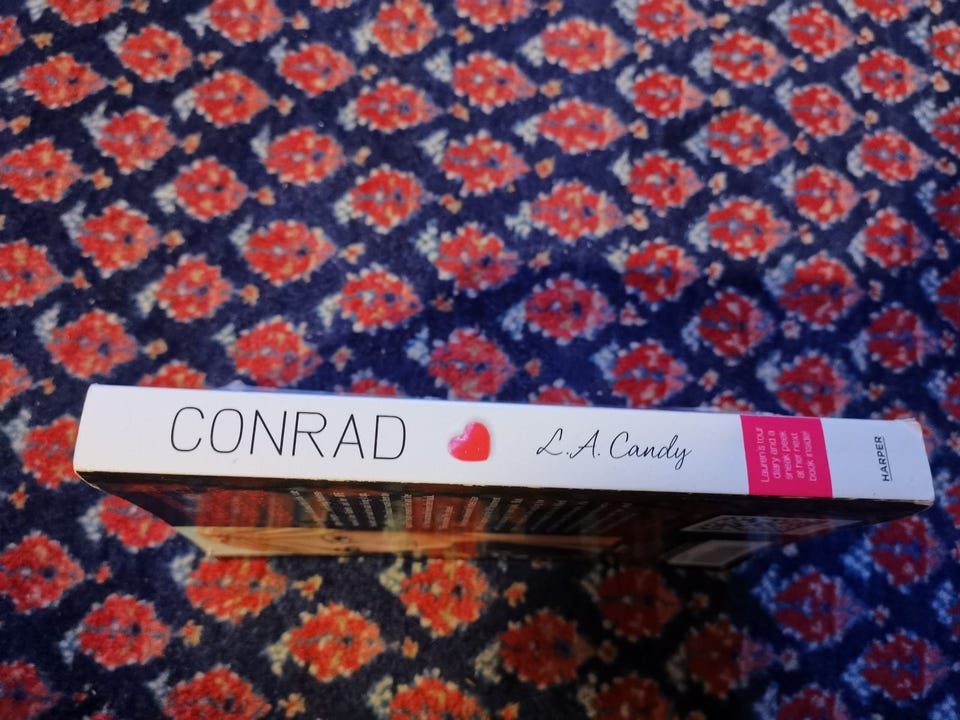 CONRAD
L.A. Candy
Lauren's tour
diary and a
sneak peek
at her next
book inside!
HARPER